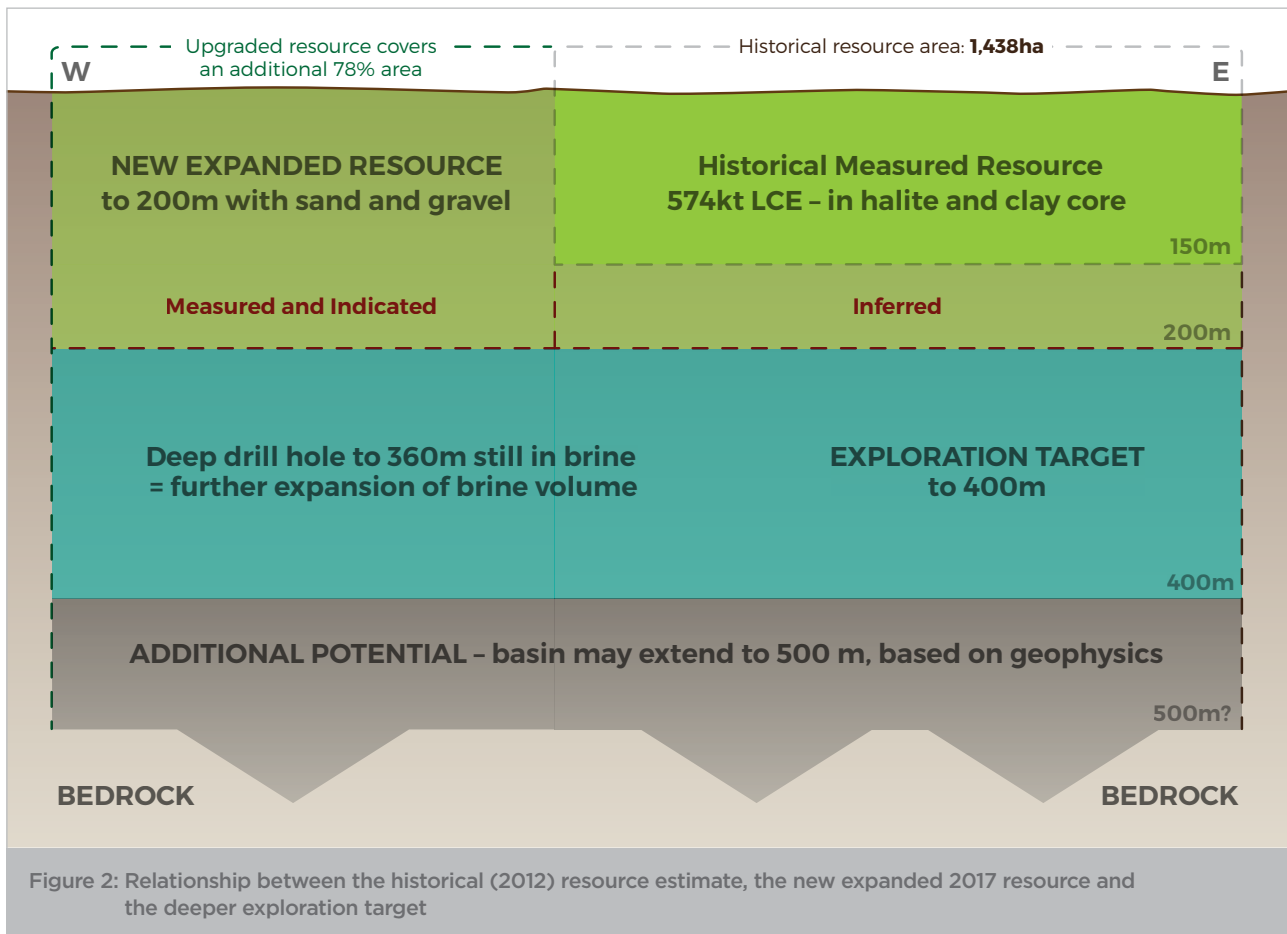 Upgraded resource covers
an additional 78% area
Historical resource area: 1,438ha
W
E
NEW EXPANDED RESOURCE
to 200m with sand and gravel
Historical Measured Resource
574kt LCE – in halite and clay core
150m
Measured and Indicated
Inferred
200m
Deep drill hole to 360m still in brine
= further expansion of brine volume
EXPLORATION TARGET
to 400m
400m
ADDITIONAL POTENTIAL – basin may extend to 500 m, based on geophysics
500m?
BEDROCK
BEDROCK
Figure 2: Relationship between the historical (2012) resource estimate, the new expanded 2017 resource and
the deeper exploration target